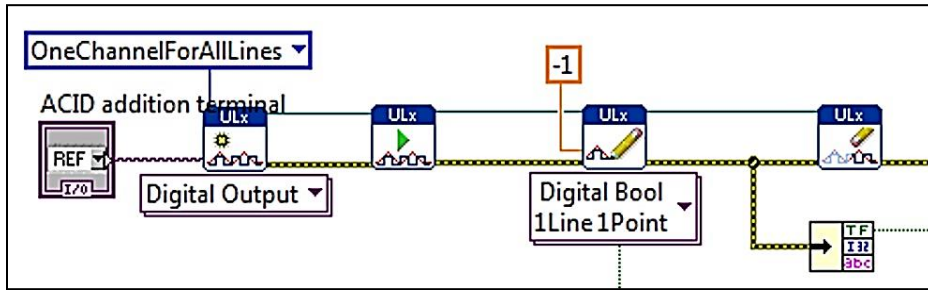 OneChannelForAllLines
-1
ACID addition terminal
ULx
ULx
ULx
ULx
REF
I/O
Digital Output
Digital Bool
1Line 1Point
TF
I32
abc